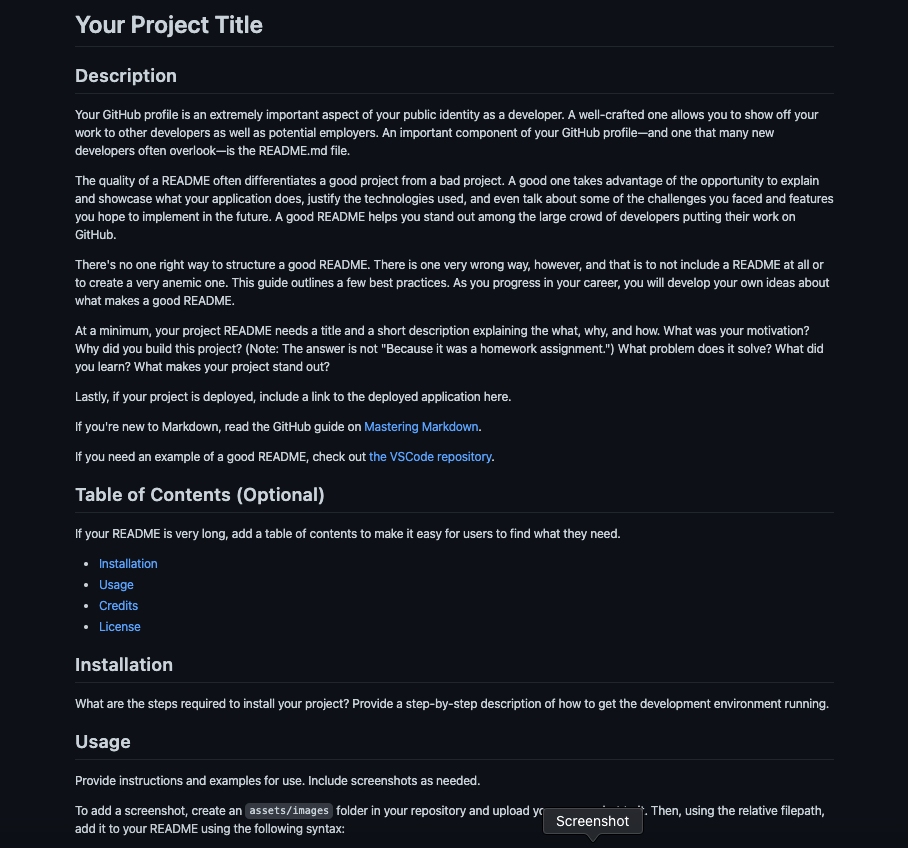 Your Project Title
Description
Your GitHub profile is an extremely important aspect of your public identity as a developer. A well-crafted one allows you to show off your
work to other developers as well as potential employers. An important component of your GitHub profile—and one that many new
developers often overlook—is the README.md file.
The quality of a README often differentiates a good project from a bad project. A good one takes advantage of the opportunity to explain
and showcase what your application does, justify the technologies used, and even talk about some of the challenges you faced and features
you hope to implement in the future. A good README helps you stand out among the large crowd of developers putting their work on
GitHub.
There's no one right way to structure a good README. There is one very wrong way, however, and that is to not include a README at all or
to create a very anemic one. This guide outlines a few best practices. As you progress in your career, you will develop your own ideas about
what makes a good README.
At a minimum, your project README needs a title and a short description explaining the what, why, and how. What was your motivation?
Why did you build this project? (Note: The answer is not "Because it was a homework assignment.") What problem does it solve? What did
you learn? What makes your project stand out?
Lastly, if your project is deployed, include a link to the deployed application here.
If you're new to Markdown, read the GitHub guide on Mastering Markdown.
If you need an example of a good README, check out the VSCode repository.
Table of Contents (Optional)
If your README is very long, add a table of contents to make it easy for users to find what they need.
• Installation
• Usage
• Credits
• License
Installation
What are the steps required to install your project? Provide a step-by-step description of how to get the development environment running.
Usage
Provide instructions and examples for use. Include screenshots as needed.
To add a screenshot, create an assets/images folder in your repository and upload it. Then, using the relative filepath,
add it to your README using the following syntax:
Screenshot